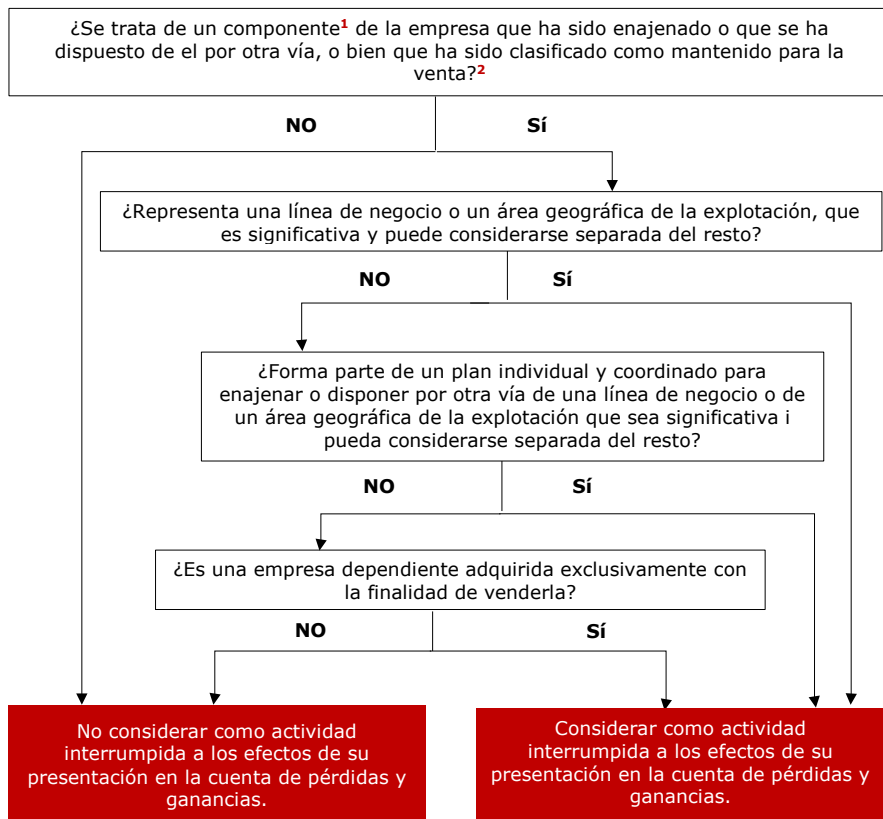 ¿Se trata de un componente1 de la empresa que ha sido enajenado o que se ha
dispuesto de el por otra vía, o bien que ha sido clasificado como mantenido para la
venta?2
NO
Sí
¿Representa una línea de negocio o un área geográfica de la explotación, que
es significativa y puede considerarse separada del resto?
NO
Sí
¿Forma parte de un plan individual y coordinado para
enajenar o disponer por otra vía de una línea de negocio o de
un área geográfica de la explotación que sea significativa i
pueda considerarse separada del resto?
NO
Sí
¿Es una empresa dependiente adquirida exclusivamente con
la finalidad de venderla?
NO
Sí
No considerar como actividad
interrumpida a los efectos de su
presentación en la cuenta de pérdidas y
ganancias.
Considerar como actividad
interrumpida a los efectos de su
presentación en la cuenta de pérdidas y
ganancias.